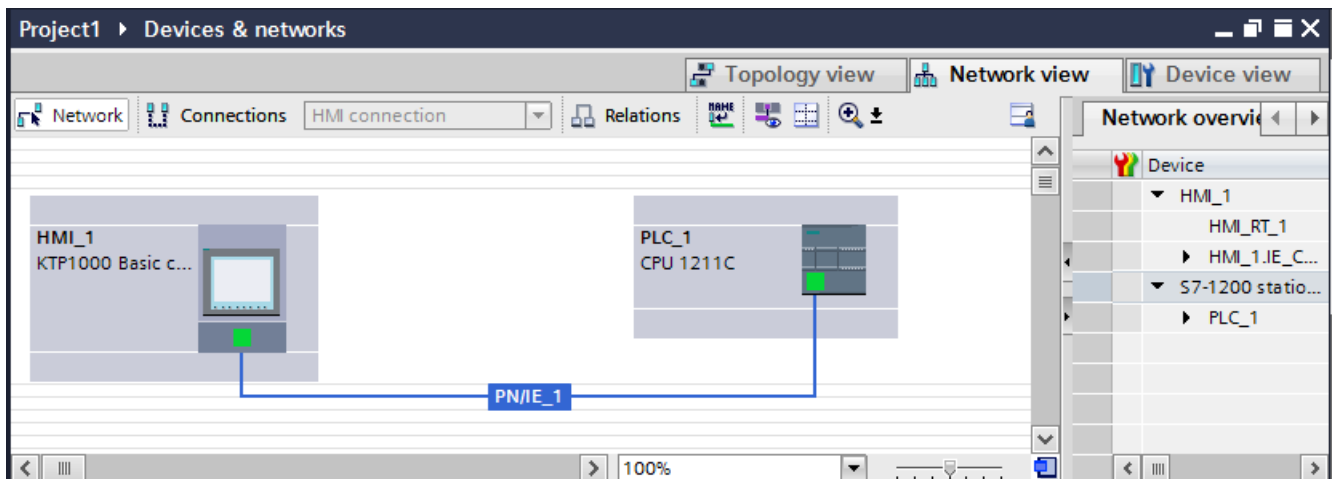 Project1 ▸ Devices & networks
Topology view Network view Device view
Network Connections HMI connection Relations NAME Network overvie
Device
HMI_1
KTP1000 Basic c...
PLC_1
CPU 1211C
HMI_1
HMI_RT_1
HMI_1.IE_C...
S7-1200 statio...
PLC_1
PN/IE_1
100%